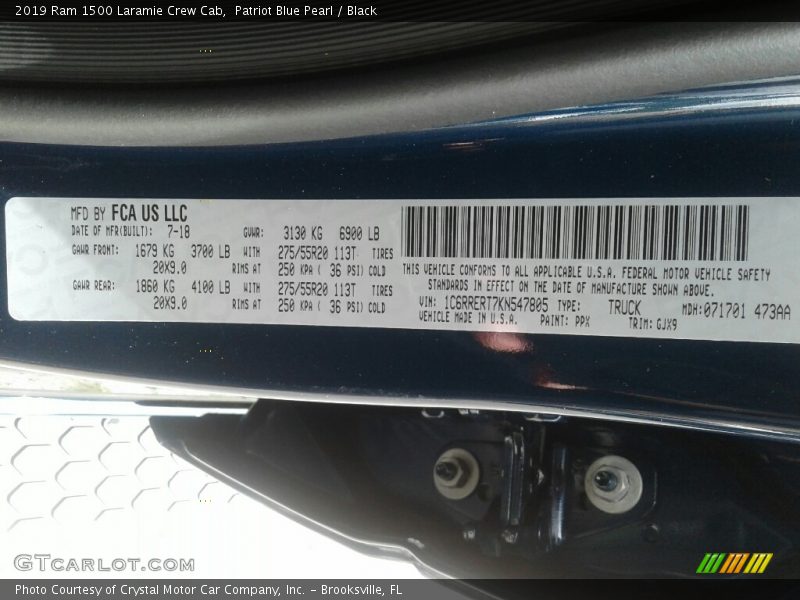 2019 Ram 1500 Laramie Crew Cab,  Patriot Blue Pearl / Black
MFD BY FCA US LLC
DATE OF MFR(BUILT): 7-18 GVWR: 3130 KG 6900 LB
GAWR FRONT: 1679 KG 3700 LB WITH 275/55R20 113T TIRES
20X9.0 RIMS AT 250 KPA ( 36 PSI) COLD
GAWR REAR: 1860 KG 4100 LB WITH 275/55R20 113T TIRES
20X9.0 RIMS AT 250 KPA ( 36 PSI) COLD
THIS VEHICLE CONFORMS TO ALL APPLICABLE U.S.A. FEDERAL MOTOR VEHICLE SAFETY
STANDARDS IN EFFECT ON THE DATE OF MANUFACTURE SHOWN ABOVE.
VIN: 1C6RRERT7KN547805 TYPE: TRUCK MDH:071701 473AA
VEHICLE MADE IN U.S.A. PAINT: PPX TRIM: GJX9
GTcarlot.com
Photo Courtesy of Crystal Motor Car Company, Inc. - Brooksville, FL